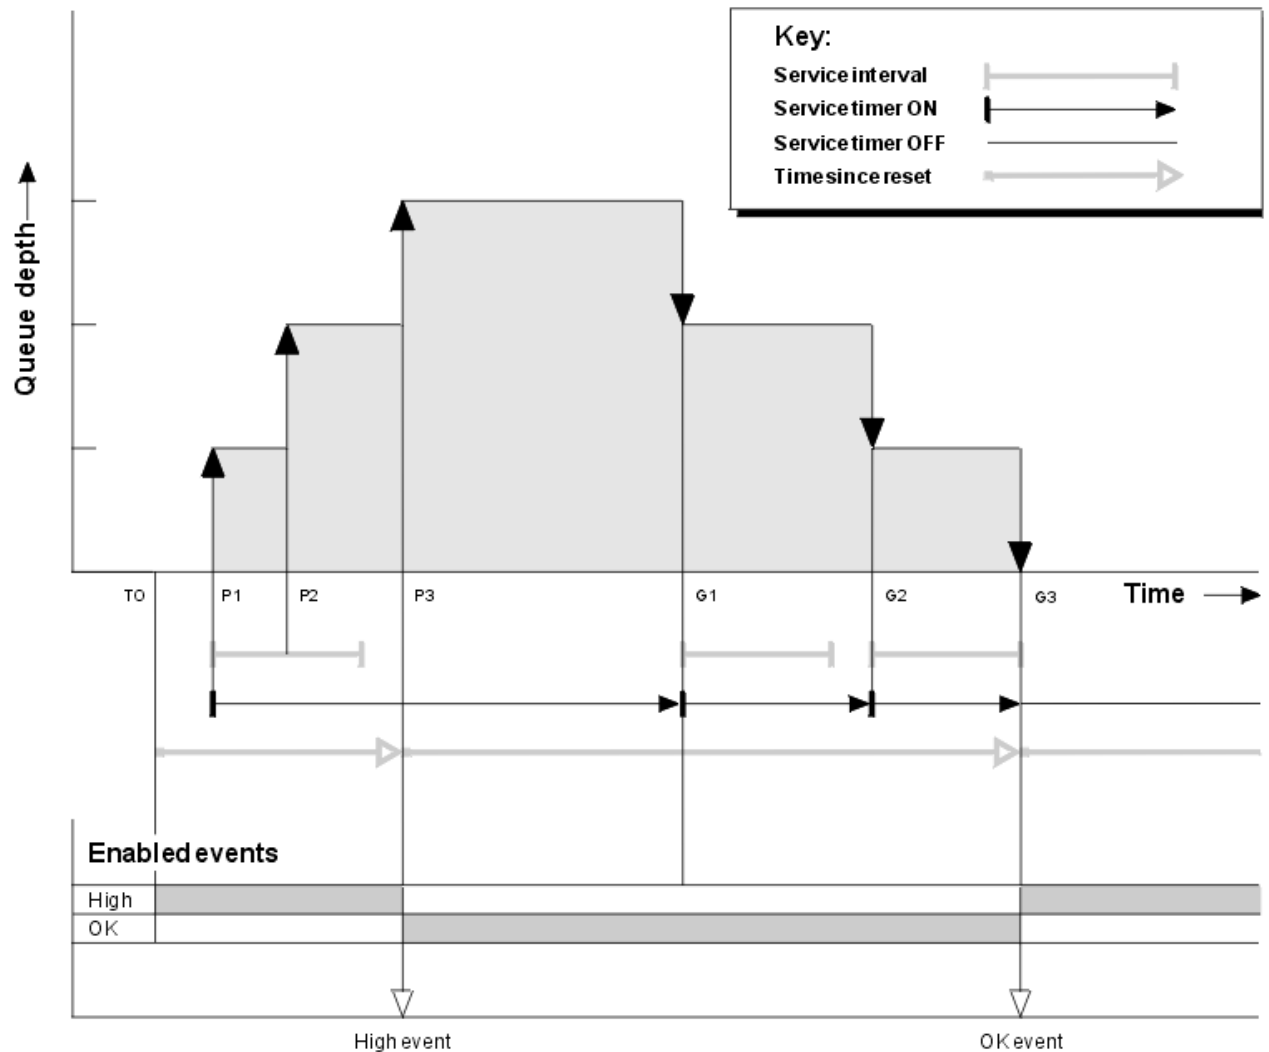 Key:
Service interval
Service timer ON
Service timer OFF
Time since reset
Queue depth
T0 P1 P2 P3 G1 G2 G3 Time
Enabled events
High
OK
High event OK event